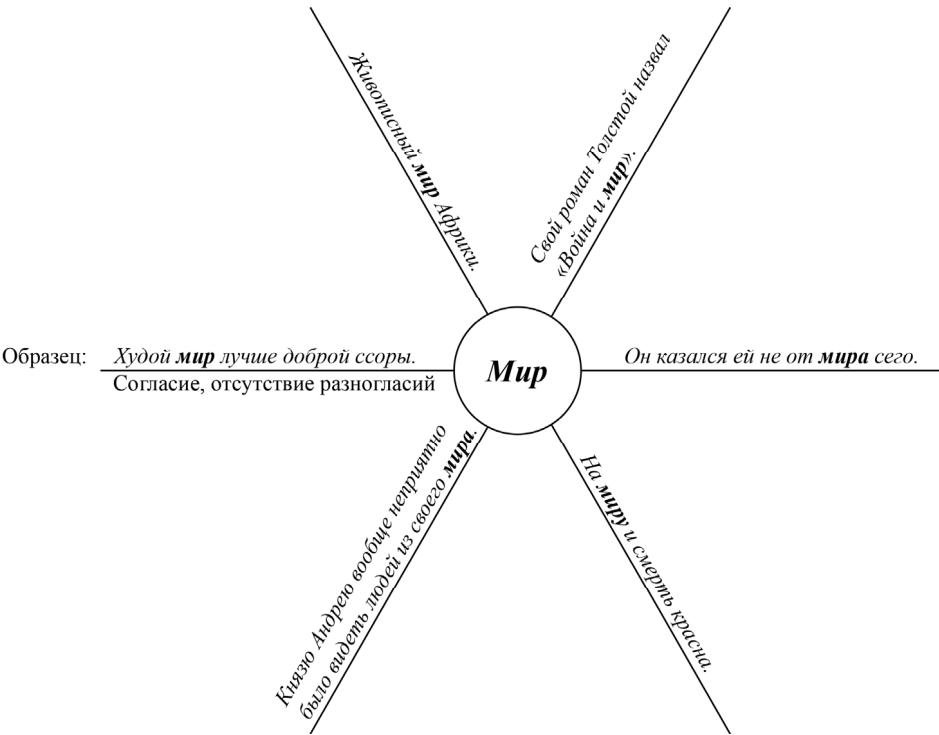 Живописный мир Африки.
Свой роман Толстой назвал
«Война и мир».
Образец:
Худой мир лучше доброй ссоры.
Согласие, отсутствие разногласий
Мир
Он казался ей не от мира сего.
Князю Андрею вообще неприятно
было видеть людей из своего мира.
На миру и смерть красна.